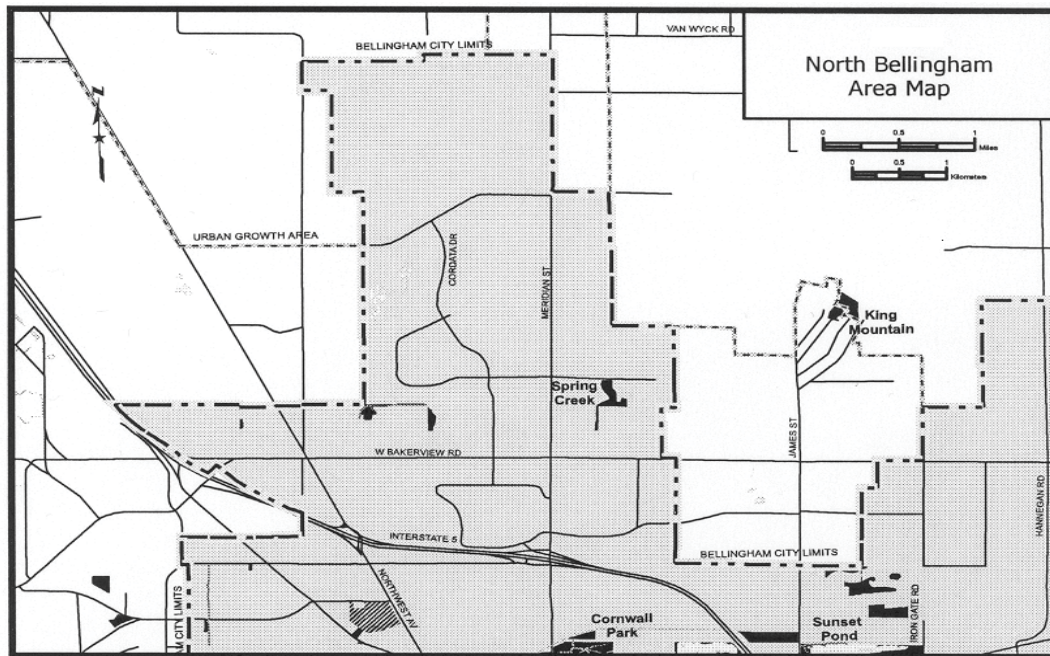 VAN WYCK RD
BELLINGHAM CITY LIMITS
North Bellingham
Area Map
0 0.5 1
Miles
0 0.5 1
Kilometers
N
URBAN GROWTH AREA
CORDATA DR
MERIDIAN ST
King
Mountain
Spring
Creek
JAMES ST
W BAKERVIEW RD
HANNEGAN RD
INTERSTATE 5
BELLINGHAM CITY LIMITS
NORTHWEST AV
AM CITY LIMITS
Cornwall
Park
Sunset
Pond
IRON GATE RD